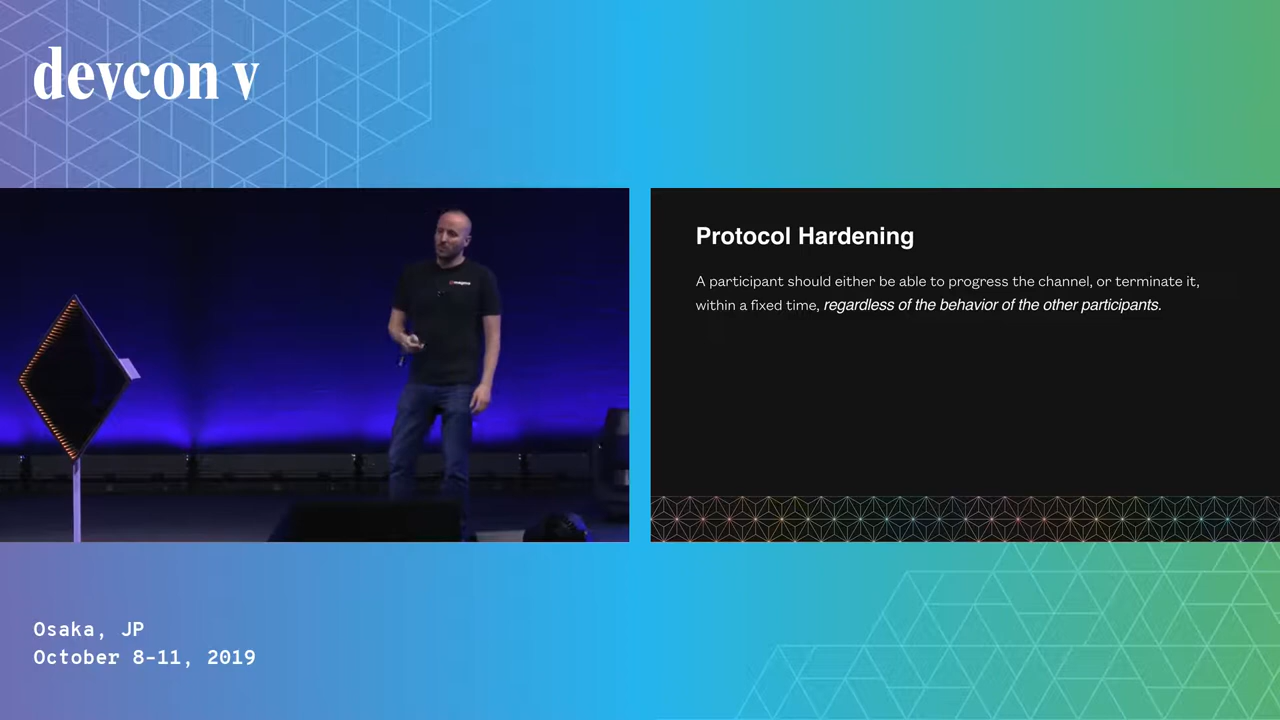 devcon v
Protocol Hardening
A participant should either be able to progress the channel, or terminate it,
within a fixed time, regardless of the behavior of the other participants.
Osaka, JP
October 8-11, 2019